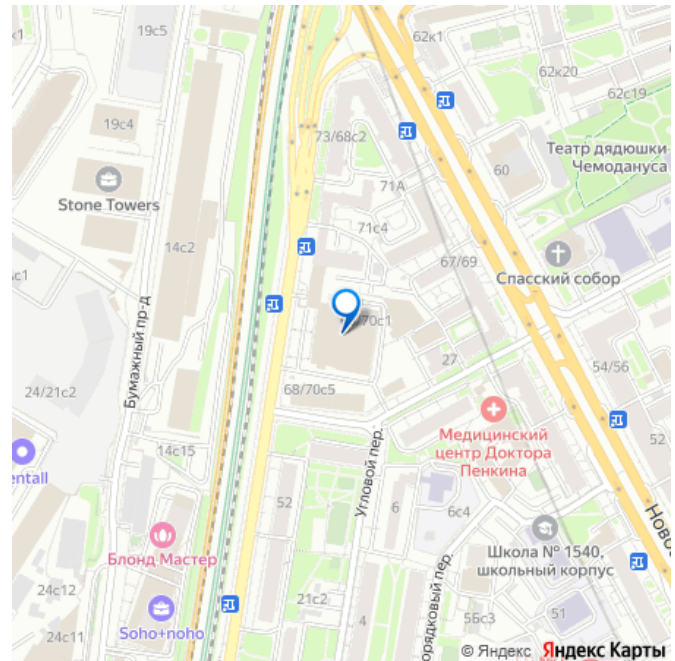 19с5
62к1
62к20
62с19
19с4
73/68с2
Театр дядюшки
Чемодануса
60
71А
Stone Towers
71с4
14с2
67/69
Спасский собор
с1
70с1
Бумажный пр-д
27
54/56
24/21с2
68/70с5
Угловой пер.
Медицинский
центр Доктора
Пенкина
52
entall
14с15
52
6
6с4
Ново
Блонд Мастер
Школа № 1540,
школьный корпус
орядковый пер.
24с12
21с2
4
56с3
51
Soho+noho
24с11
© Яндекс Яндекс Карты